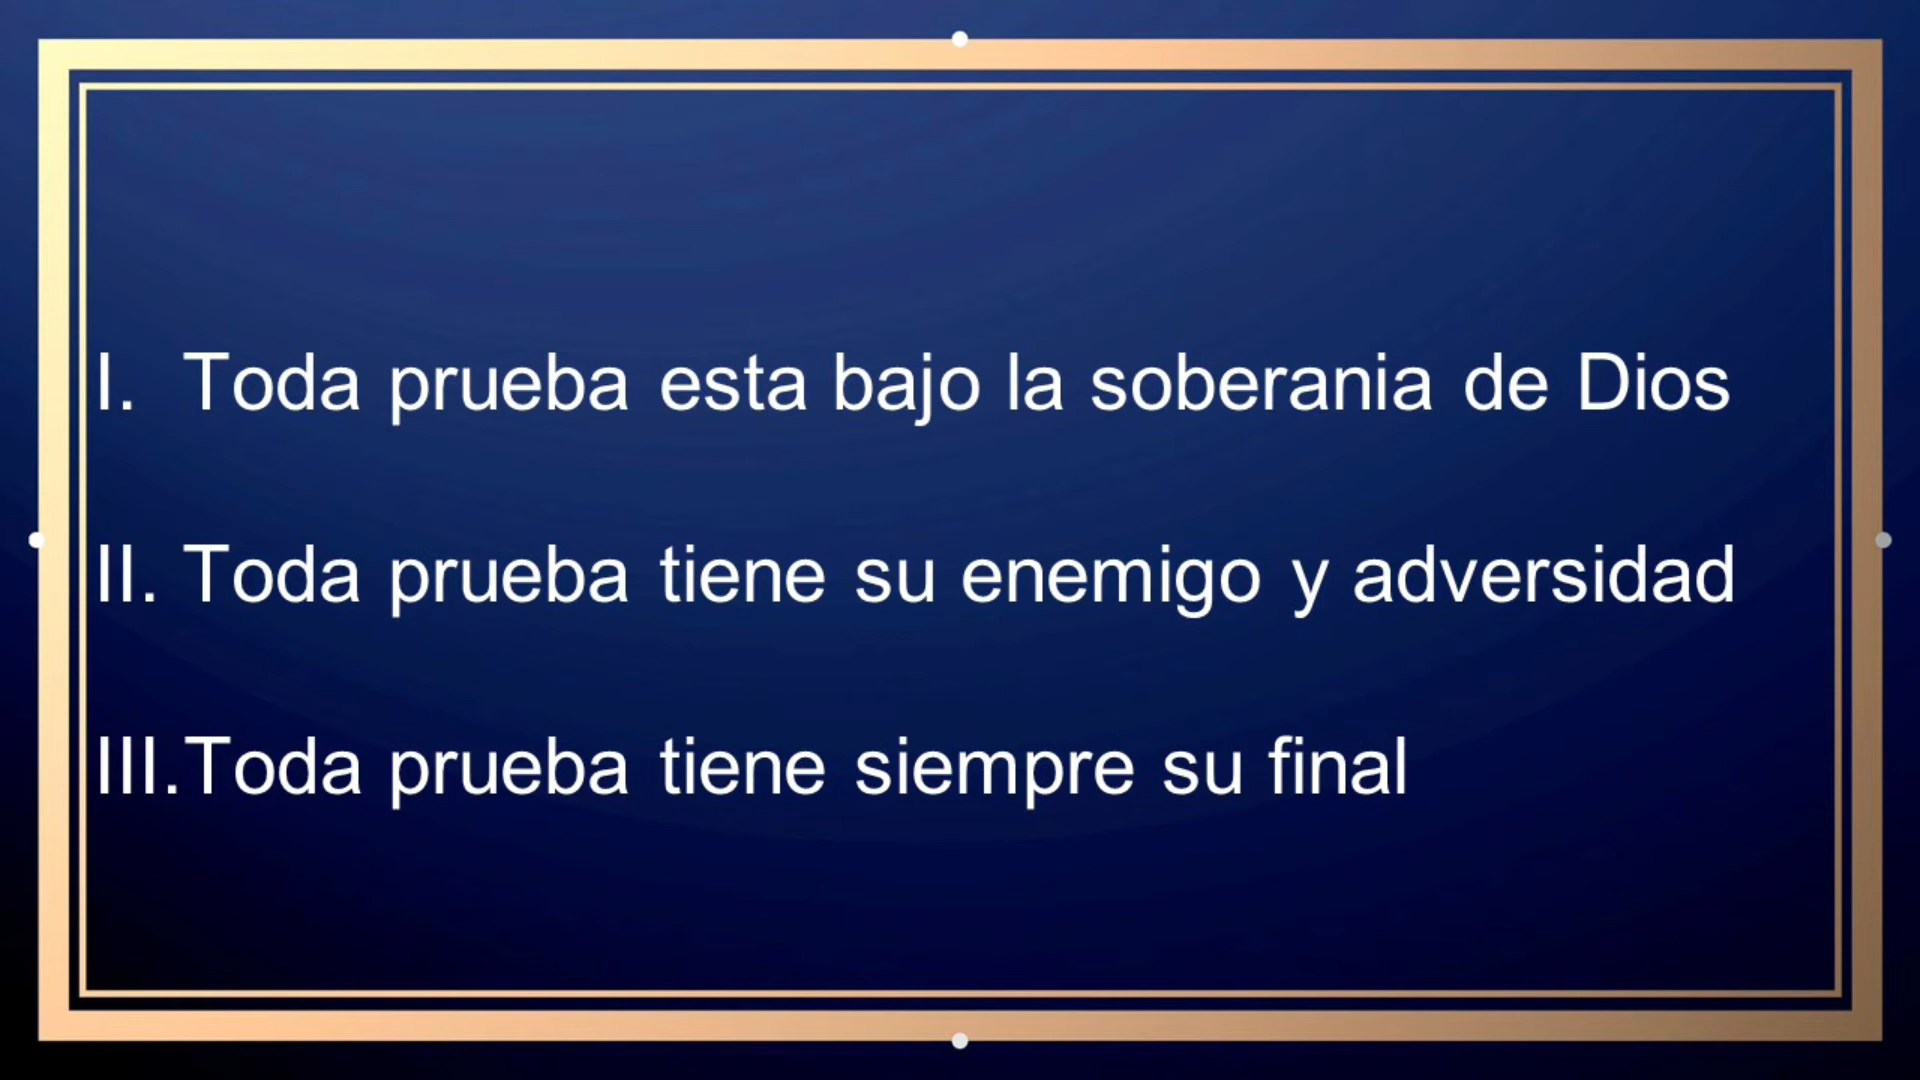 I. Toda prueba esta bajo la soberania de Dios
II. Toda prueba tiene su enemigo y adversidad
III.Toda prueba tiene siempre su final